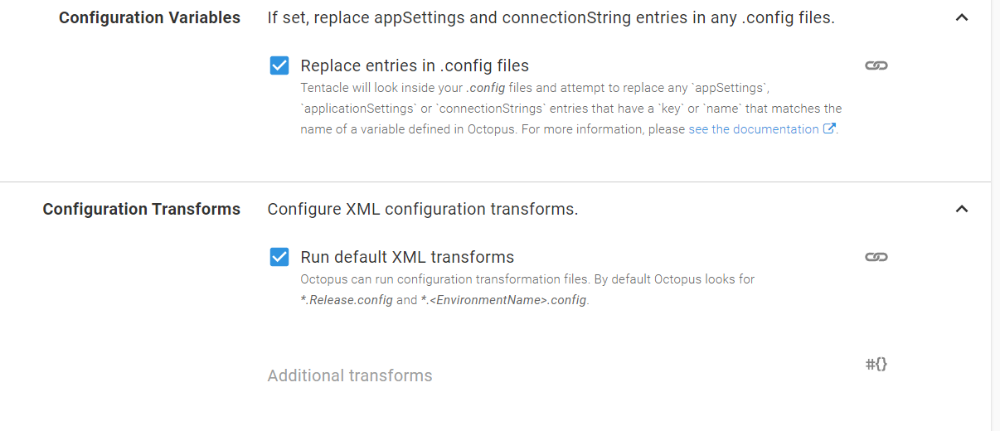 Configuration Variables
If set, replace appSettings and connectionString entries in any .config files.
Replace entries in .config files
Tentacle will look inside your .config files and attempt to replace any `appSettings`,
`applicationSettings` or `connectionStrings` entries that have a `key` or `name` that matches the
name of a variable defined in Octopus. For more information, please see the documentation.
Configuration Transforms
Configure XML configuration transforms.
Run default XML transforms
Octopus can run configuration transformation files. By default Octopus looks for
*.Release.config and *.<EnvironmentName>.config.
#{}
Additional transforms